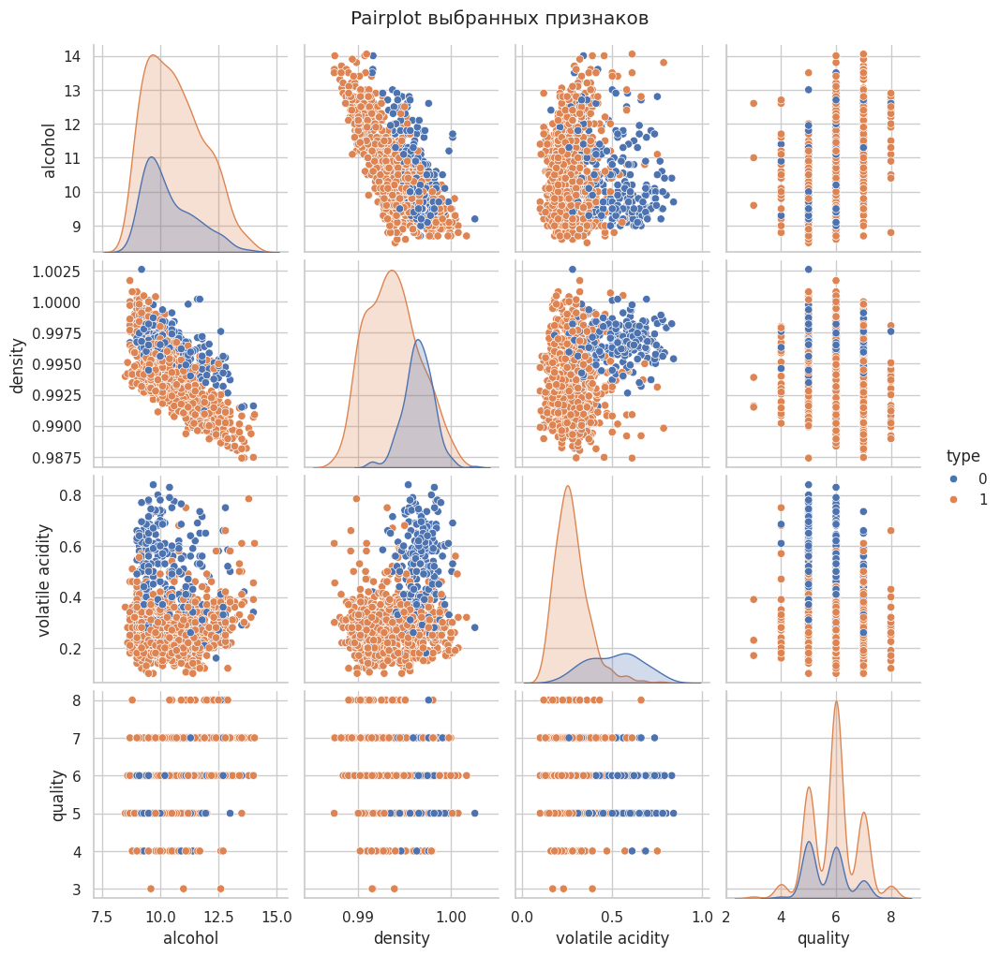 Pairplot выбранных признаков
14
13
12
11
10
9
alcohol
1.0025
1.0000
0.9975
0.9950
0.9925
0.9900
0.9875
density
type
0
1
0.8
0.6
0.4
0.2
volatile acidity
8
7
6
5
4
3
quality
7.5 10.0 12.5 15.0
0.99 1.00
0.0 0.5 1.0
2 4 6 8
alcohol
density
volatile acidity
quality